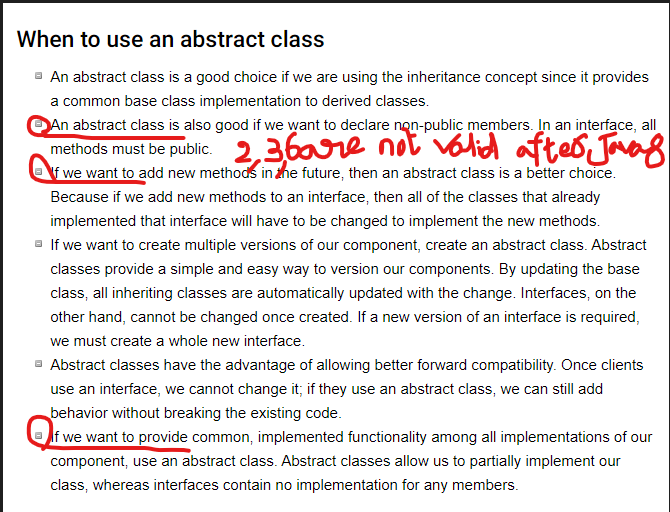 When to use an abstract class
An abstract class is a good choice if we are using the inheritance concept since it provides
a common base class implementation to derived classes.
An abstract class is also good if we want to declare non-public members. In an interface, all
methods must be public.
2,3,6 are not valid after Java8
If we want to add new methods in the future, then an abstract class is a better choice.
Because if we add new methods to an interface, then all of the classes that already
implemented that interface will have to be changed to implement the new methods.
If we want to create multiple versions of our component, create an abstract class. Abstract
classes provide a simple and easy way to version our components. By updating the base
class, all inheriting classes are automatically updated with the change. Interfaces, on the
other hand, cannot be changed once created. If a new version of an interface is required,
we must create a whole new interface.
Abstract classes have the advantage of allowing better forward compatibility. Once clients
use an interface, we cannot change it; if they use an abstract class, we can still add
behavior without breaking the existing code.
If we want to provide common, implemented functionality among all implementations of our
component, use an abstract class. Abstract classes allow us to partially implement our
class, whereas interfaces contain no implementation for any members.